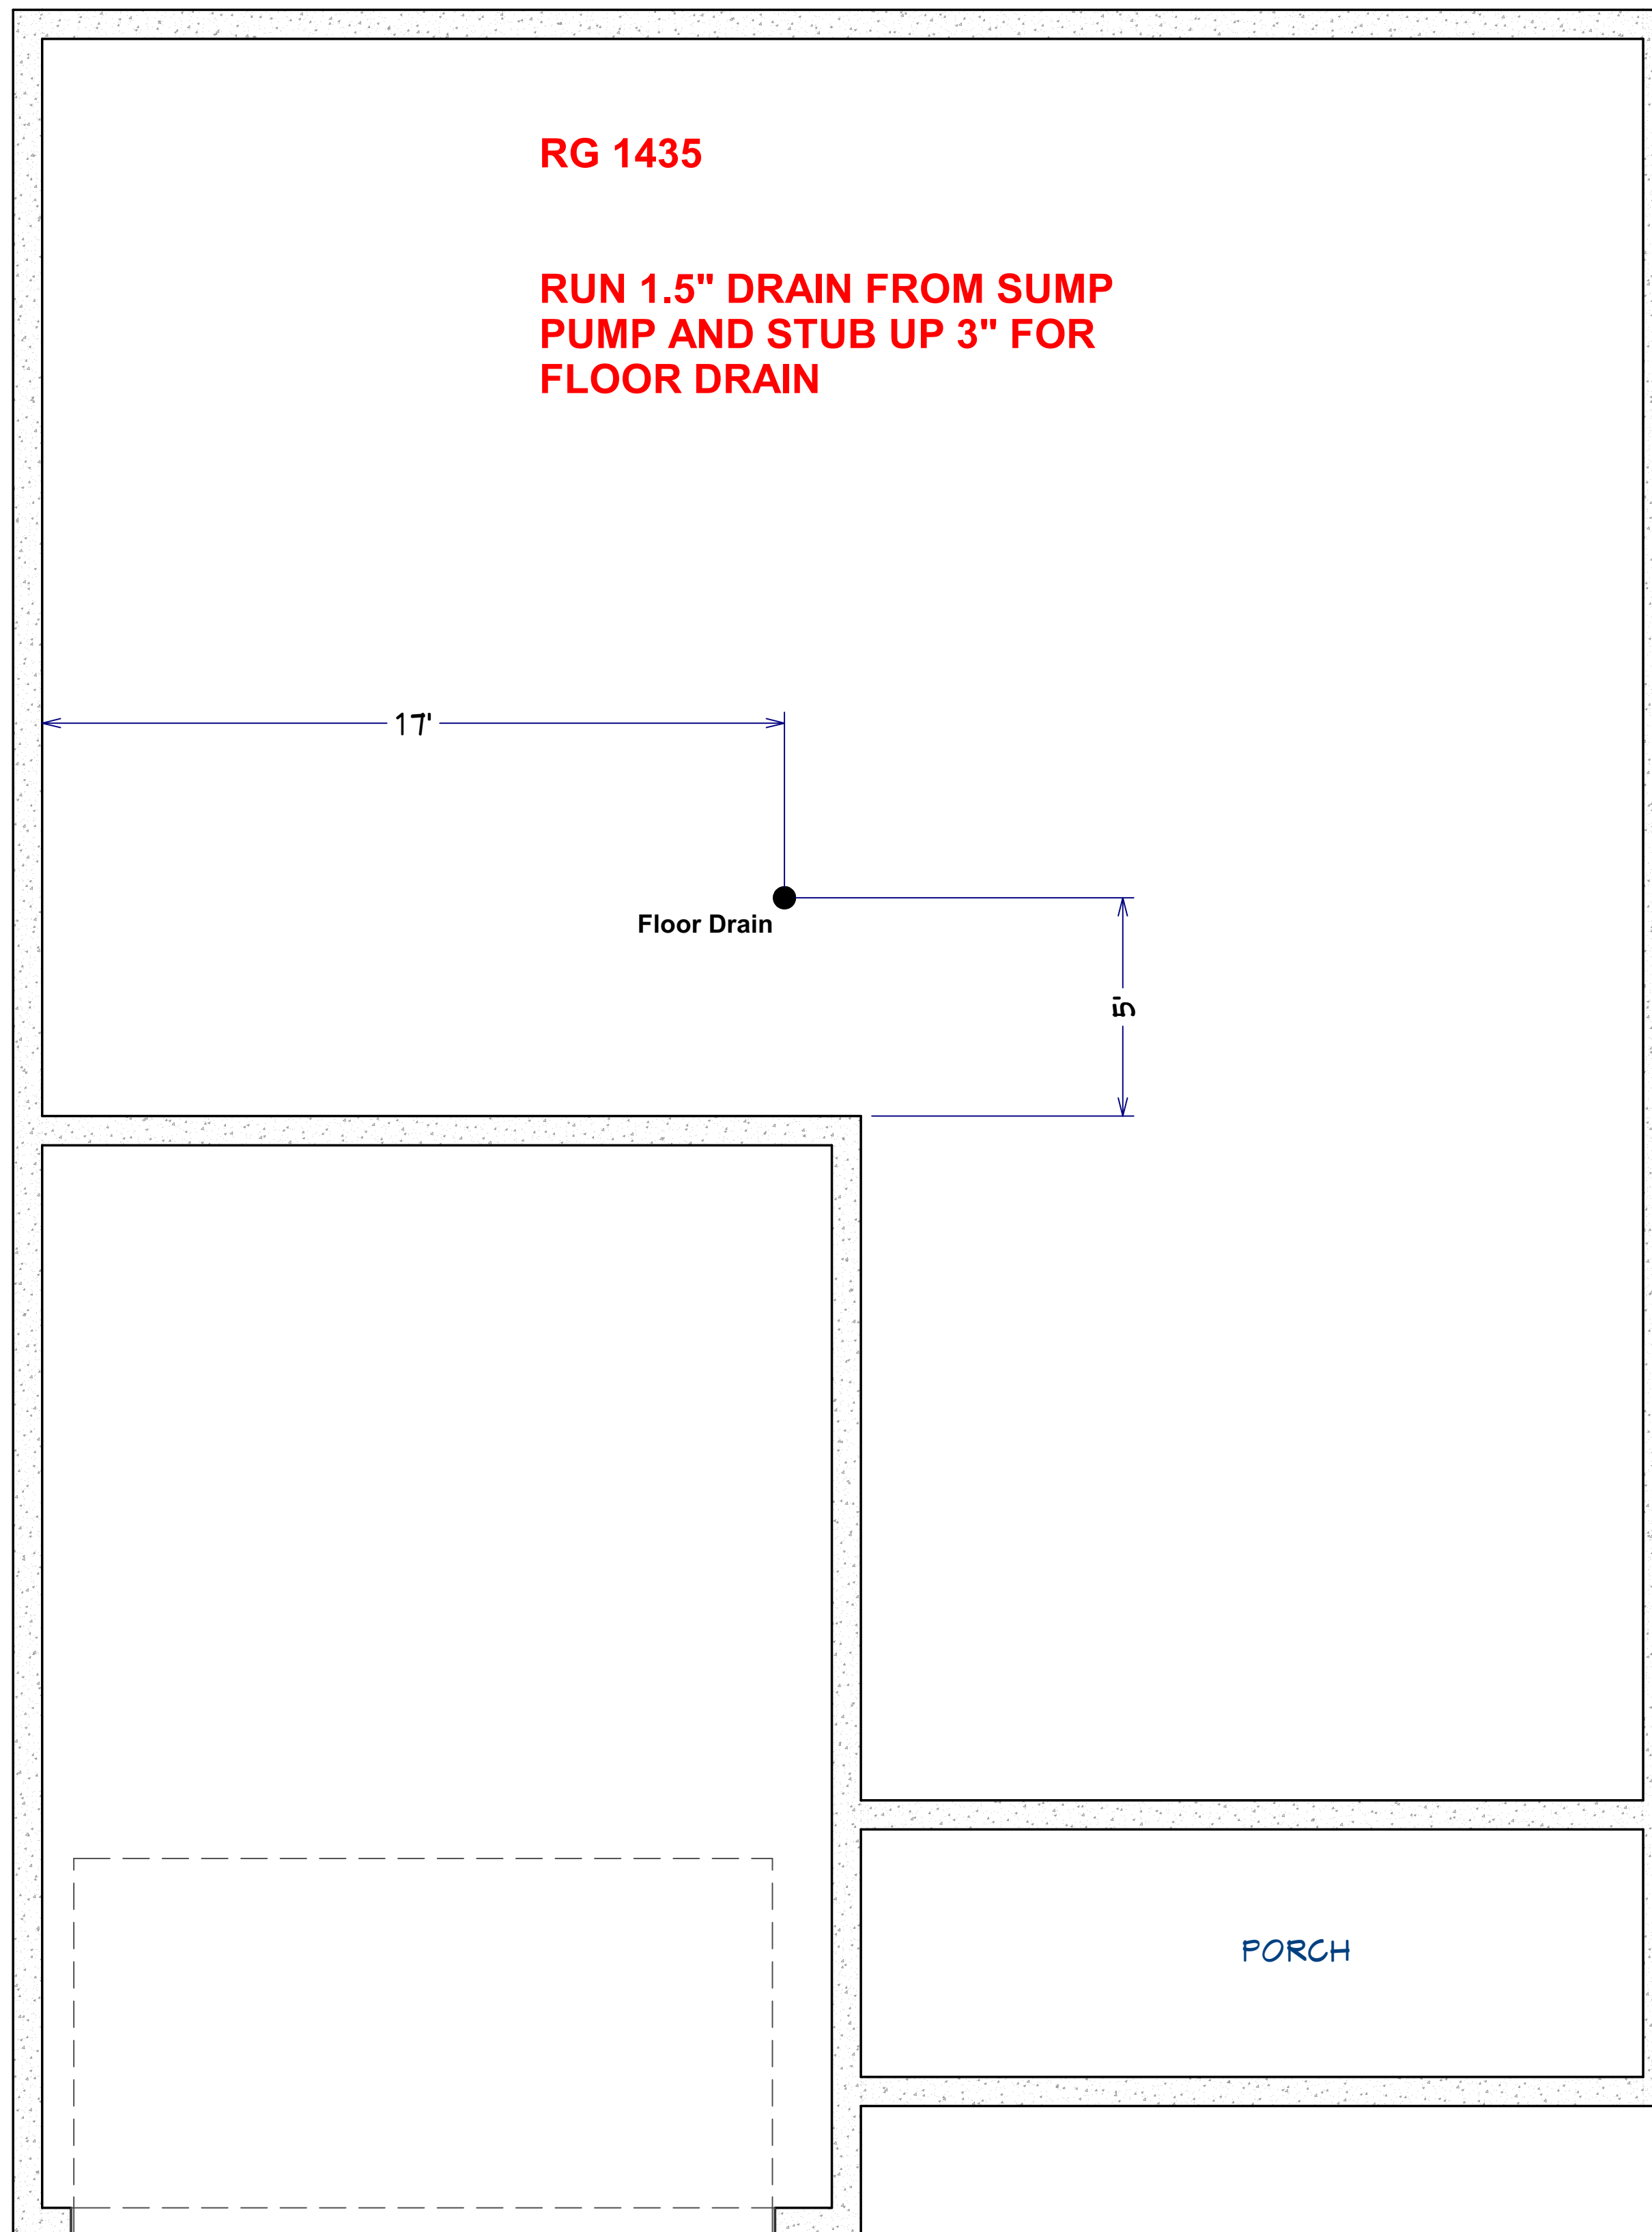 RG 1435
RUN 1.5" DRAIN FROM SUMP
PUMP AND STUB UP 3" FOR
FLOOR DRAIN
17'
Floor Drain
5'
PORCH